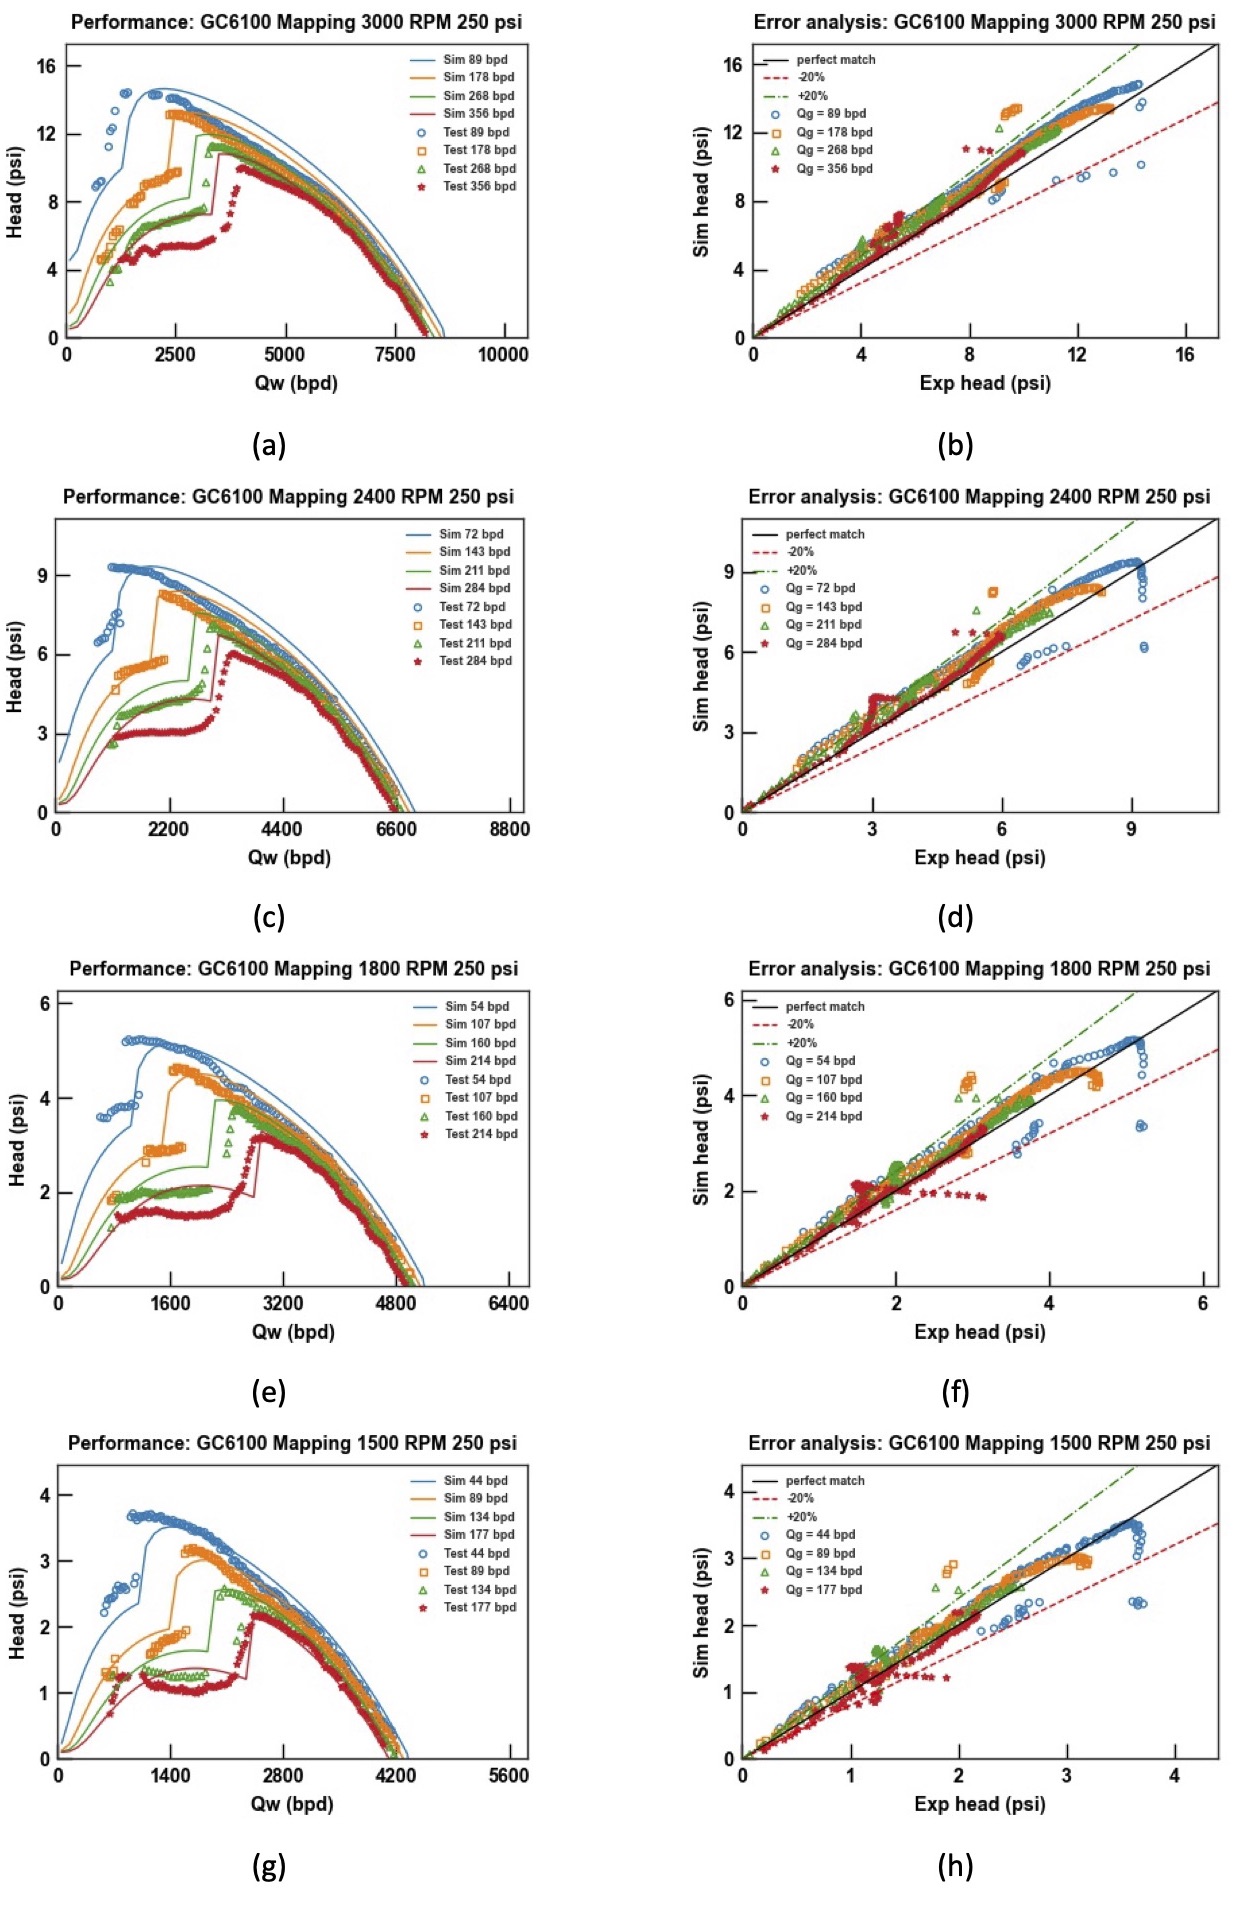 Performance: GC6100 Mapping 3000 RPM 250 psi
16
12
8
4
0
Head (psi)
Sim 89 bpd
Sim 178 bpd
Sim 268 bpd
Sim 356 bpd
Test 89 bpd
Test 178 bpd
Test 268 bpd
Test 356 bpd
0 2500 5000 7500 10000
Qw (bpd)
(a)
Error analysis: GC6100 Mapping 3000 RPM 250 psi
16
12
8
4
0
Sim head (psi)
perfect match
-20%
+20%
Qg = 89 bpd
Qg = 178 bpd
Qg = 268 bpd
Qg = 356 bpd
0 4 8 12 16
Exp head (psi)
(b)
Performance: GC6100 Mapping 2400 RPM 250 psi
9
6
3
0
Head (psi)
Sim 72 bpd
Sim 143 bpd
Sim 211 bpd
Sim 284 bpd
Test 72 bpd
Test 143 bpd
Test 211 bpd
Test 284 bpd
0 2200 4400 6600 8800
Qw (bpd)
(c)
Error analysis: GC6100 Mapping 2400 RPM 250 psi
9
6
3
0
Sim head (psi)
perfect match
-20%
+20%
Qg = 72 bpd
Qg = 143 bpd
Qg = 211 bpd
Qg = 284 bpd
0 3 6 9
Exp head (psi)
(d)
Performance: GC6100 Mapping 1800 RPM 250 psi
6
4
2
0
Head (psi)
Sim 54 bpd
Sim 107 bpd
Sim 160 bpd
Sim 214 bpd
Test 54 bpd
Test 107 bpd
Test 160 bpd
Test 214 bpd
0 1600 3200 4800 6400
Qw (bpd)
(e)
Error analysis: GC6100 Mapping 1800 RPM 250 psi
6
4
2
0
Sim head (psi)
perfect match
-20%
+20%
Qg = 54 bpd
Qg = 107 bpd
Qg = 160 bpd
Qg = 214 bpd
0 2 4 6
Exp head (psi)
(f)
Performance: GC6100 Mapping 1500 RPM 250 psi
4
3
2
1
0
Head (psi)
Sim 44 bpd
Sim 89 bpd
Sim 134 bpd
Sim 177 bpd
Test 44 bpd
Test 89 bpd
Test 134 bpd
Test 177 bpd
0 1400 2800 4200 5600
Qw (bpd)
(g)
Error analysis: GC6100 Mapping 1500 RPM 250 psi
4
3
2
1
0
Sim head (psi)
perfect match
-20%
+20%
Qg = 44 bpd
Qg = 89 bpd
Qg = 134 bpd
Qg = 177 bpd
0 1 2 3 4
Exp head (psi)
(h)